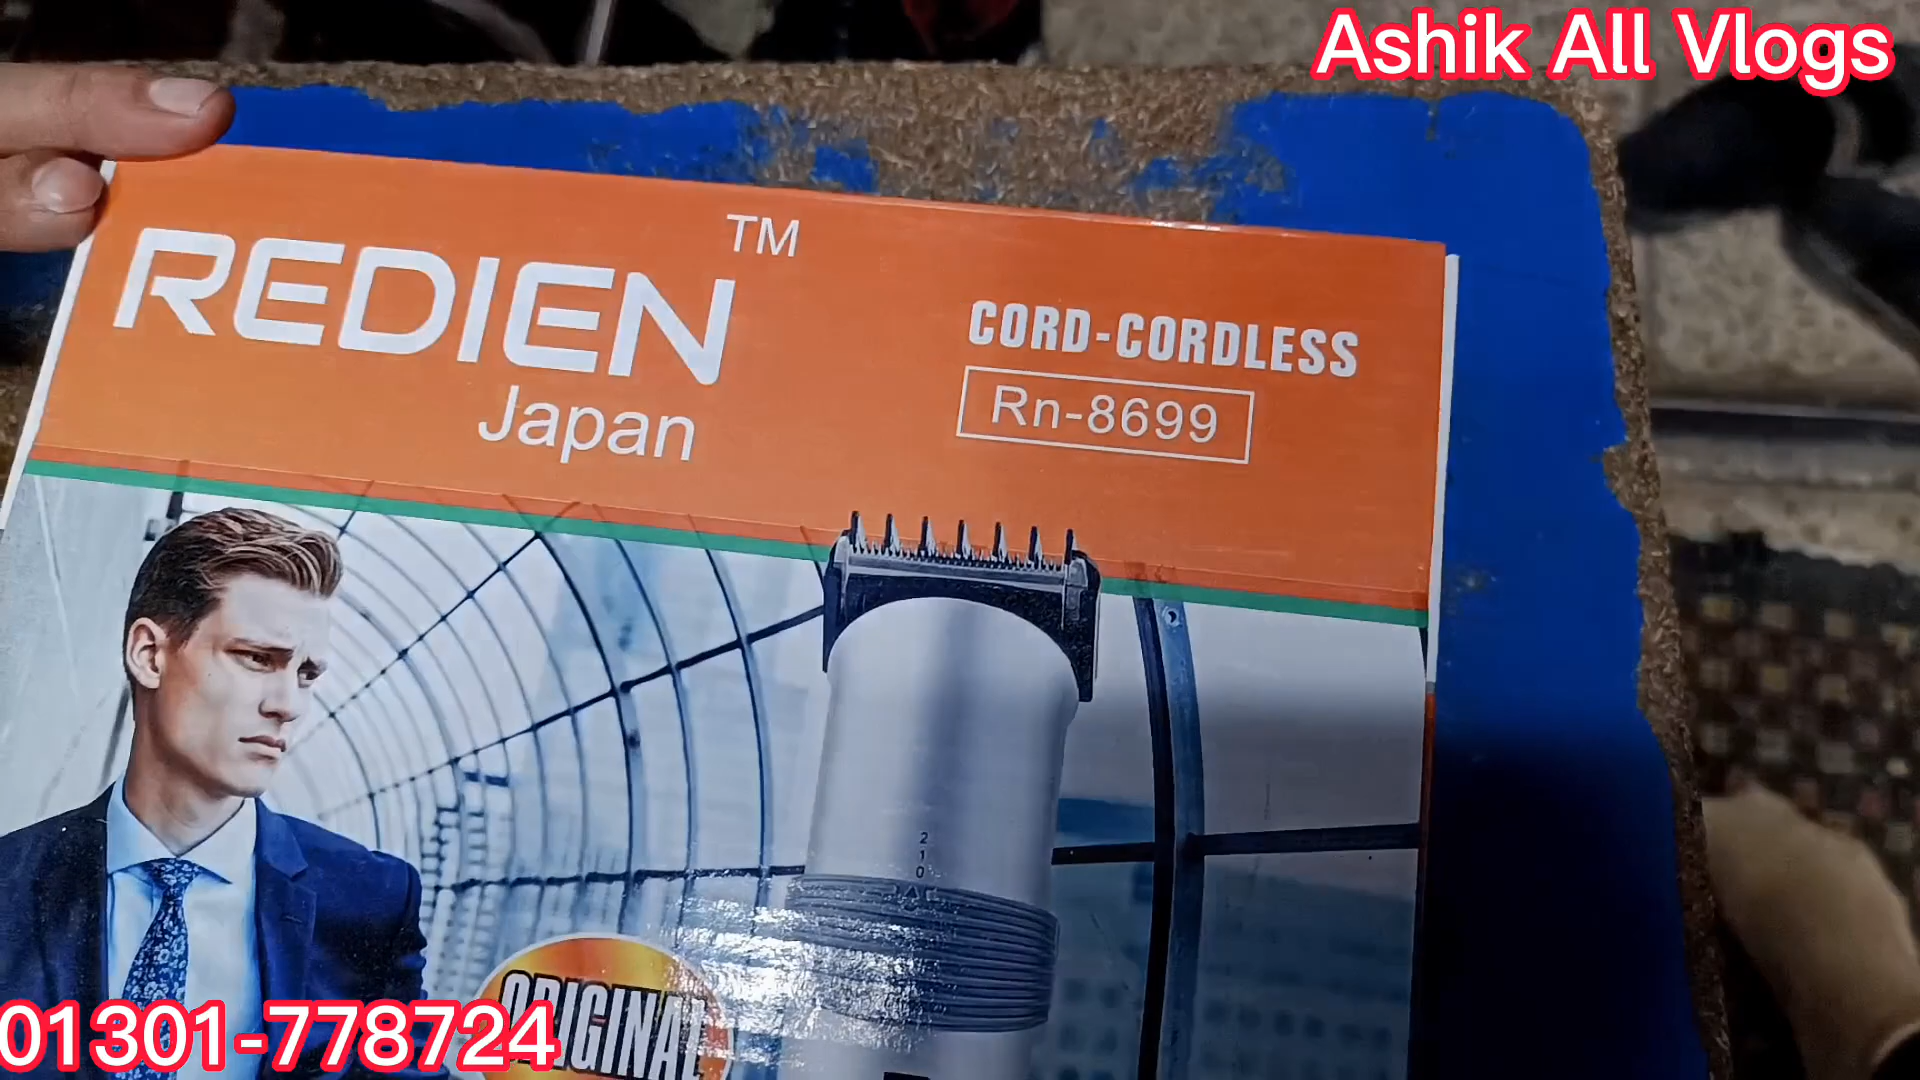 Ashik All Vlogs
REDIEN TM
Japan
CORD-CORDLESS
Rn-8699
2
1
0
ORIGINAL
01301-778724